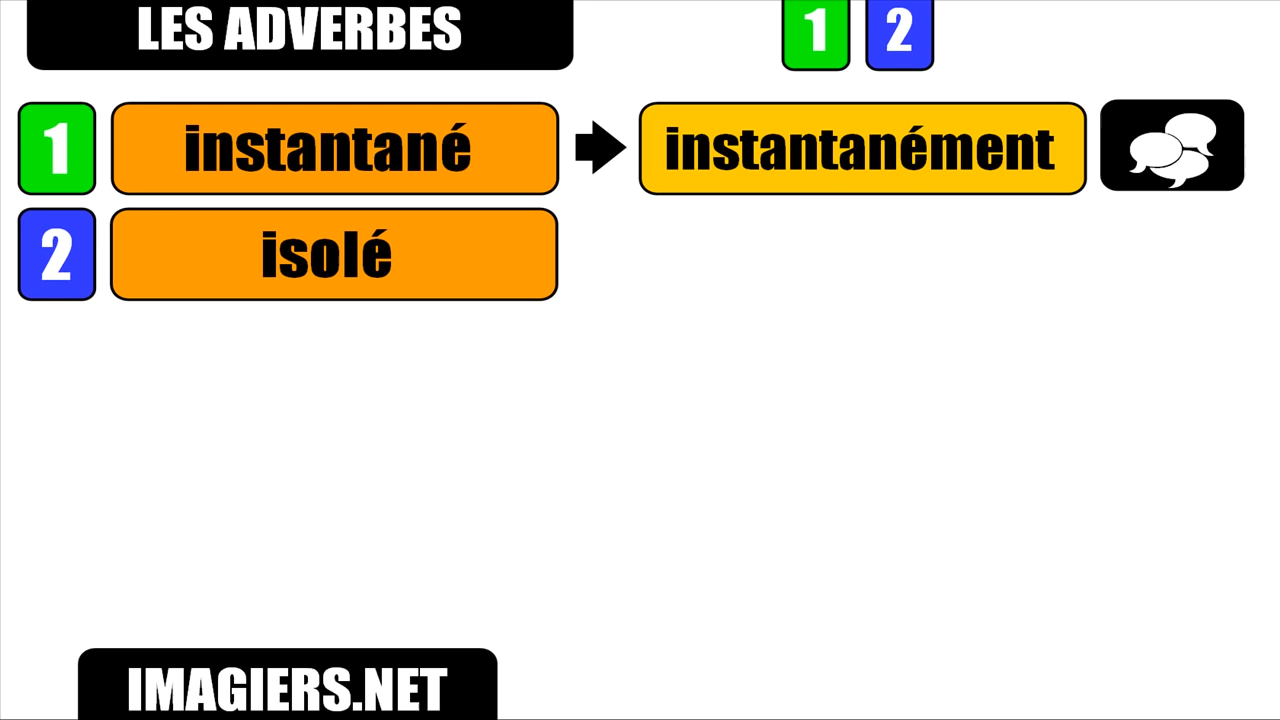 LES ADVERBES
1 2
1 instantané instantanément
2 isolé
IMAGIERS.NET